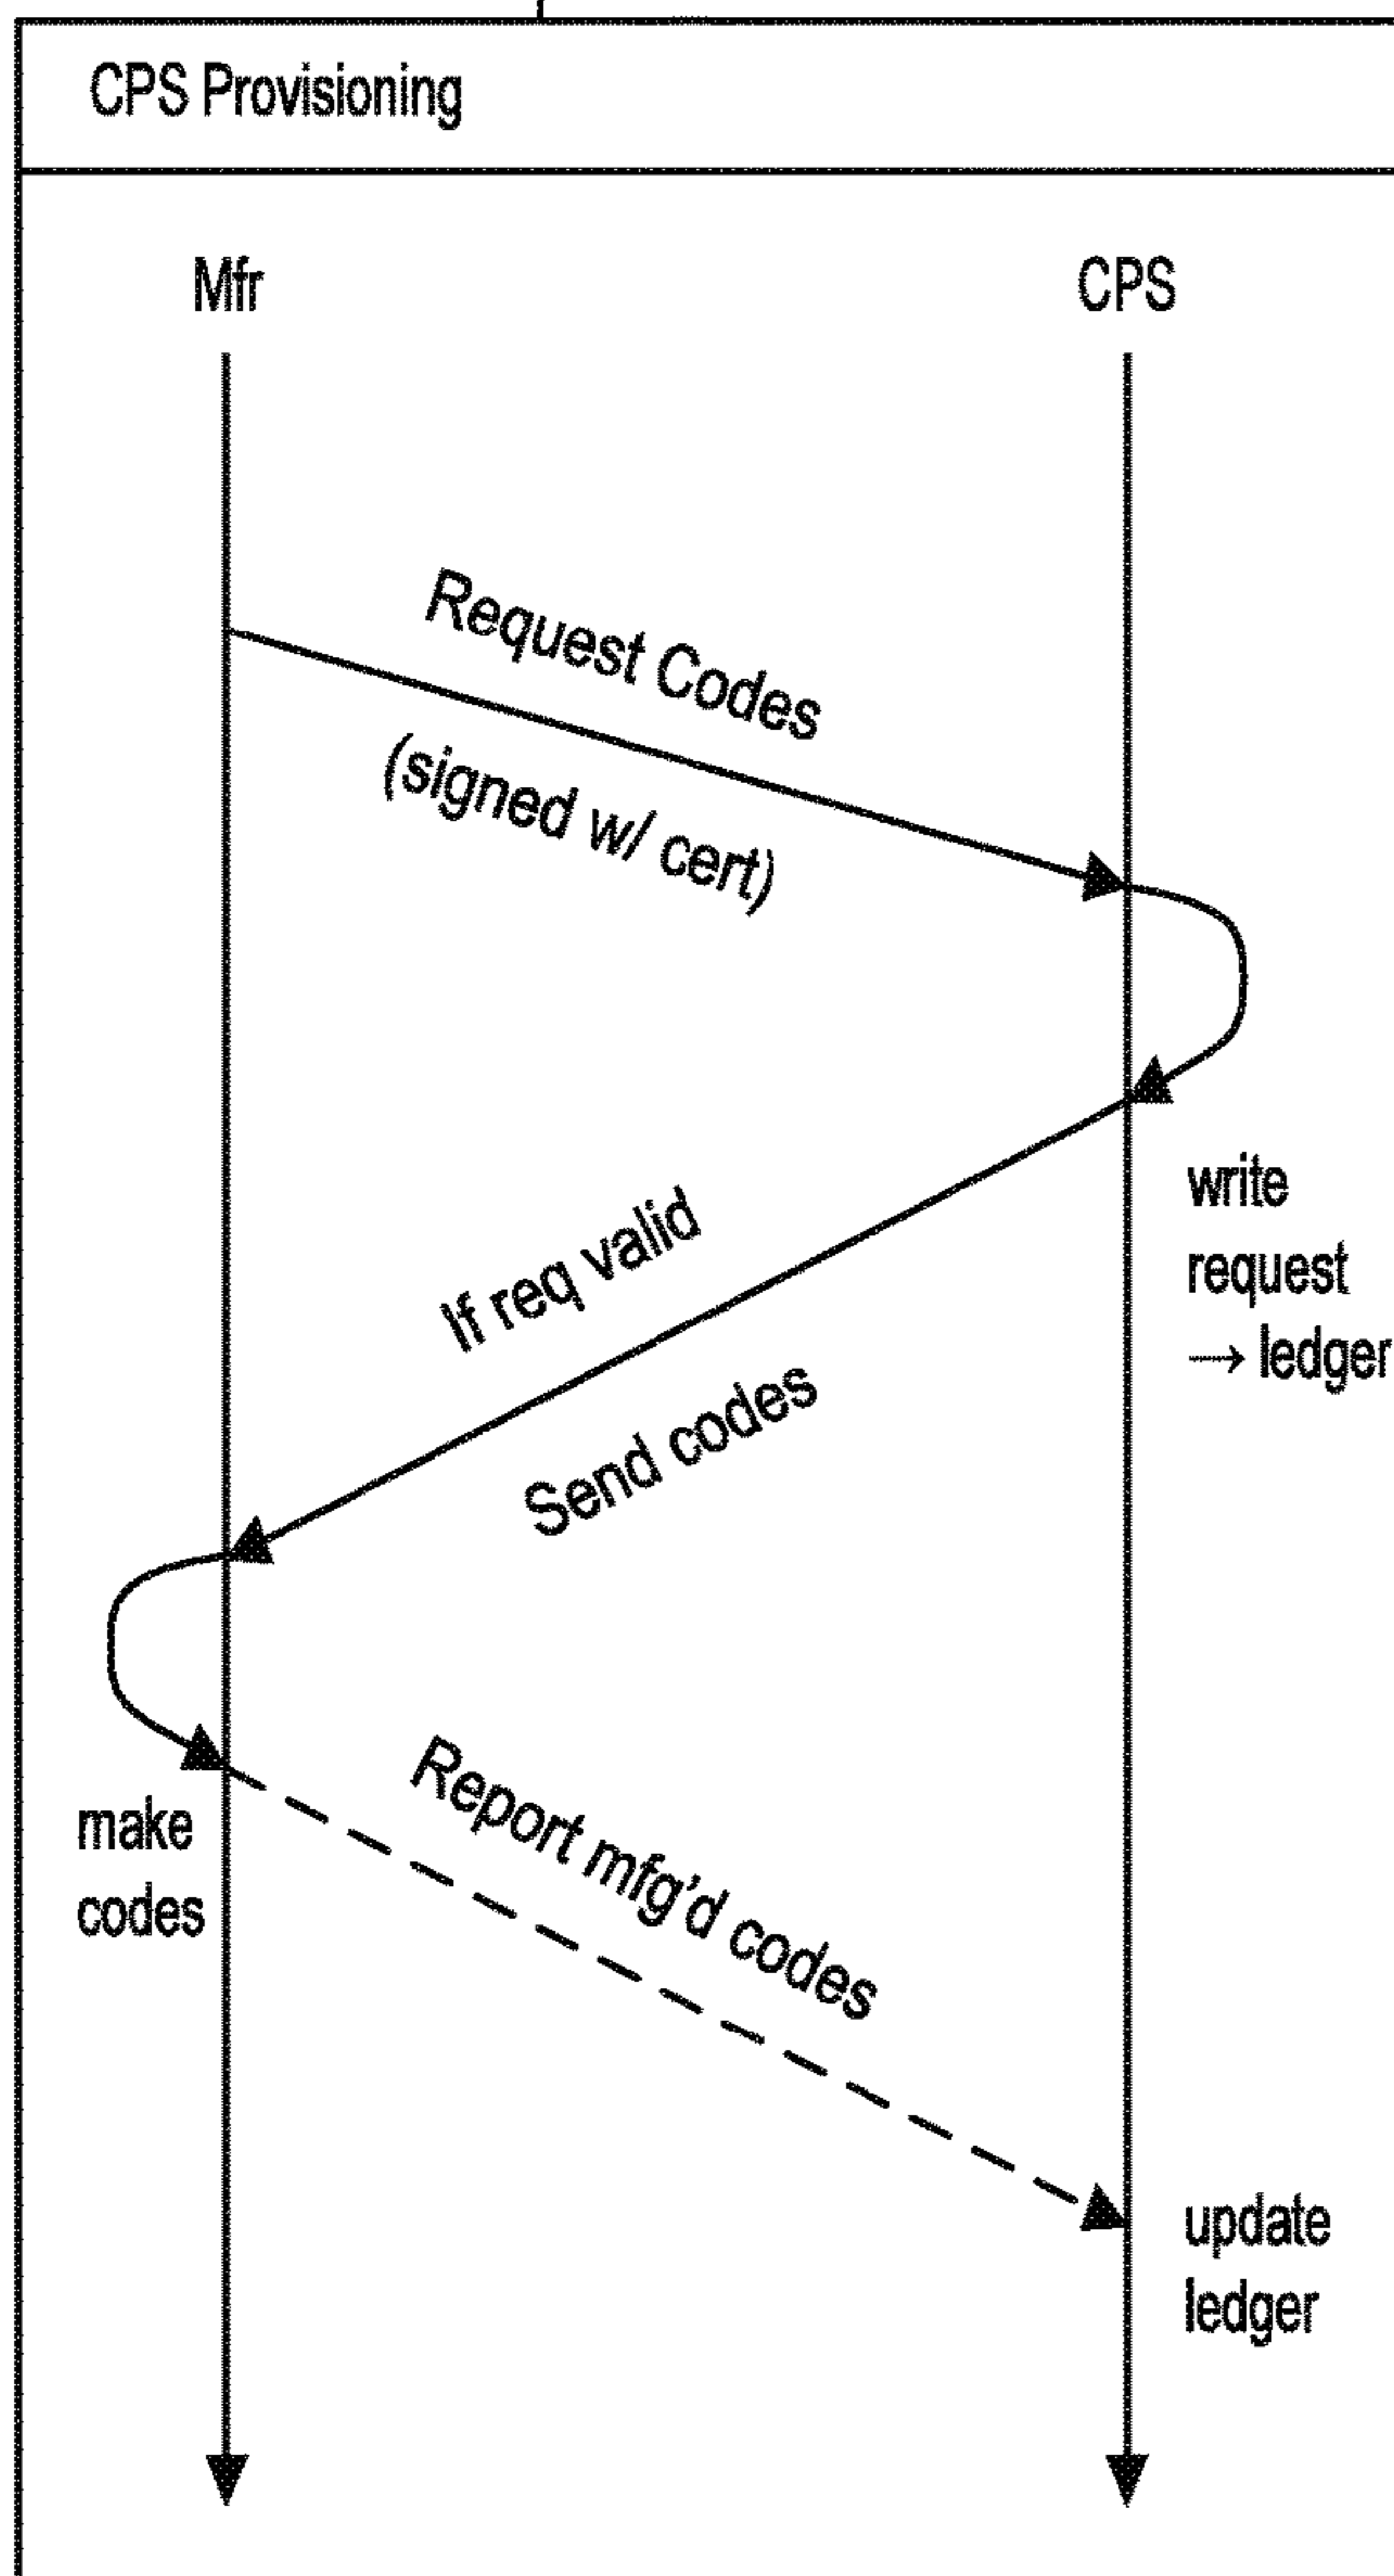 CPS Provisioning
Mfr
CPS
Request Codes
(signed w/ cert)
write
request
→ ledger
If req valid
Send codes
make
codes
Report mfg'd codes
update
ledger